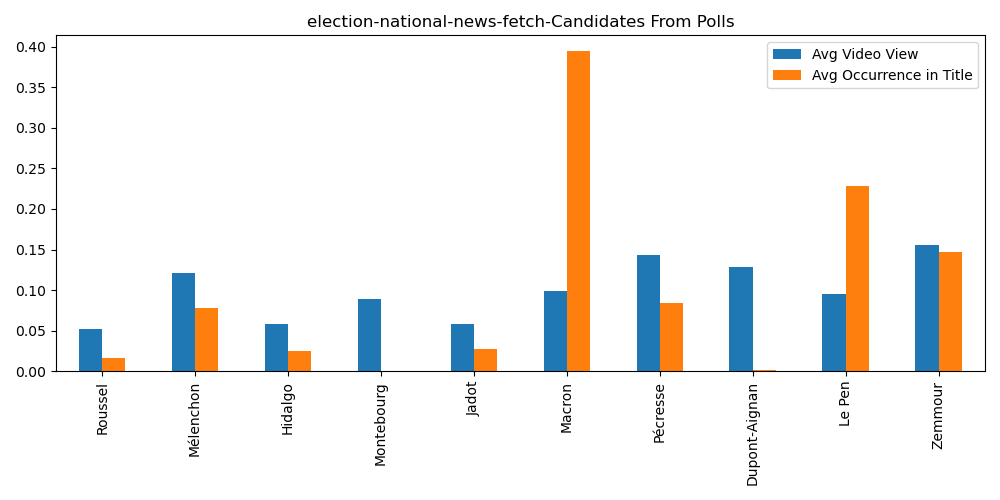 election-national-news-fetch-Candidates From Polls
Avg Video View
Avg Occurrence in Title
0.40
0.35
0.30
0.25
0.20
0.15
0.10
0.05
0.00
Roussel
Mélenchon
Hidalgo
Montebourg
Jadot
Macron
Pécresse
Dupont-Aignan
Le Pen
Zemmour